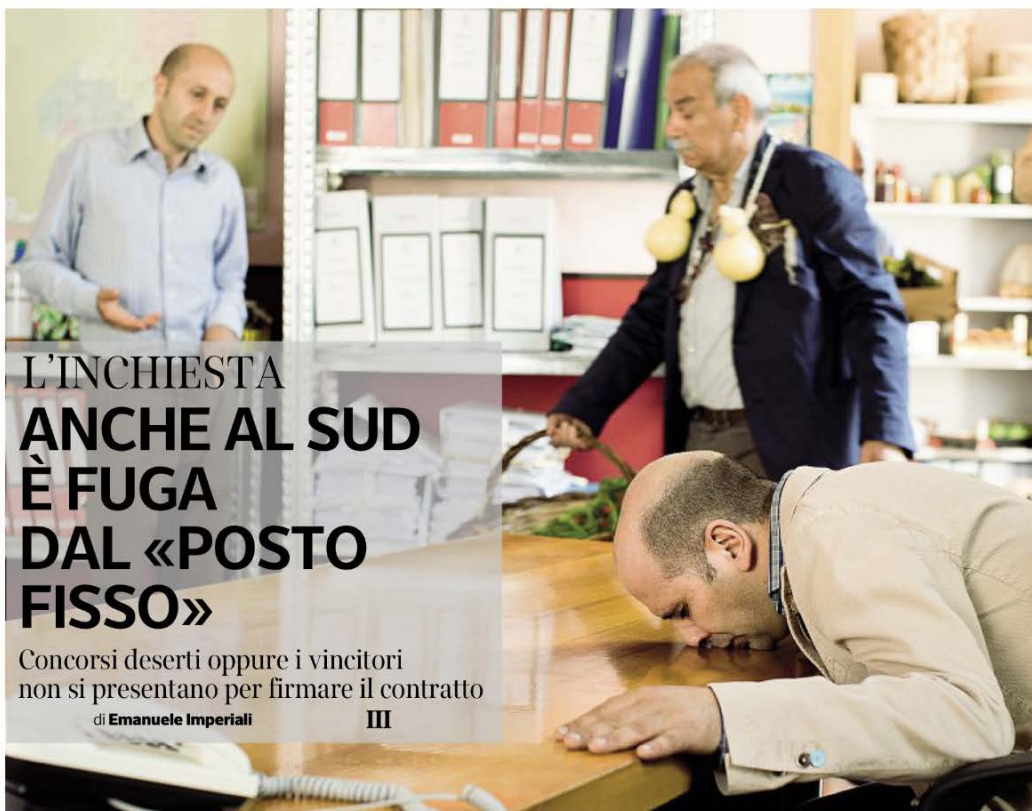 L'INCHIESTA
ANCHE AL SUD
È FUGA
DAL «POSTO
FISSO»
Concorsi deserti oppure i vincitori
non si presentano per firmare il contratto
di Emanuele Imperiali
III